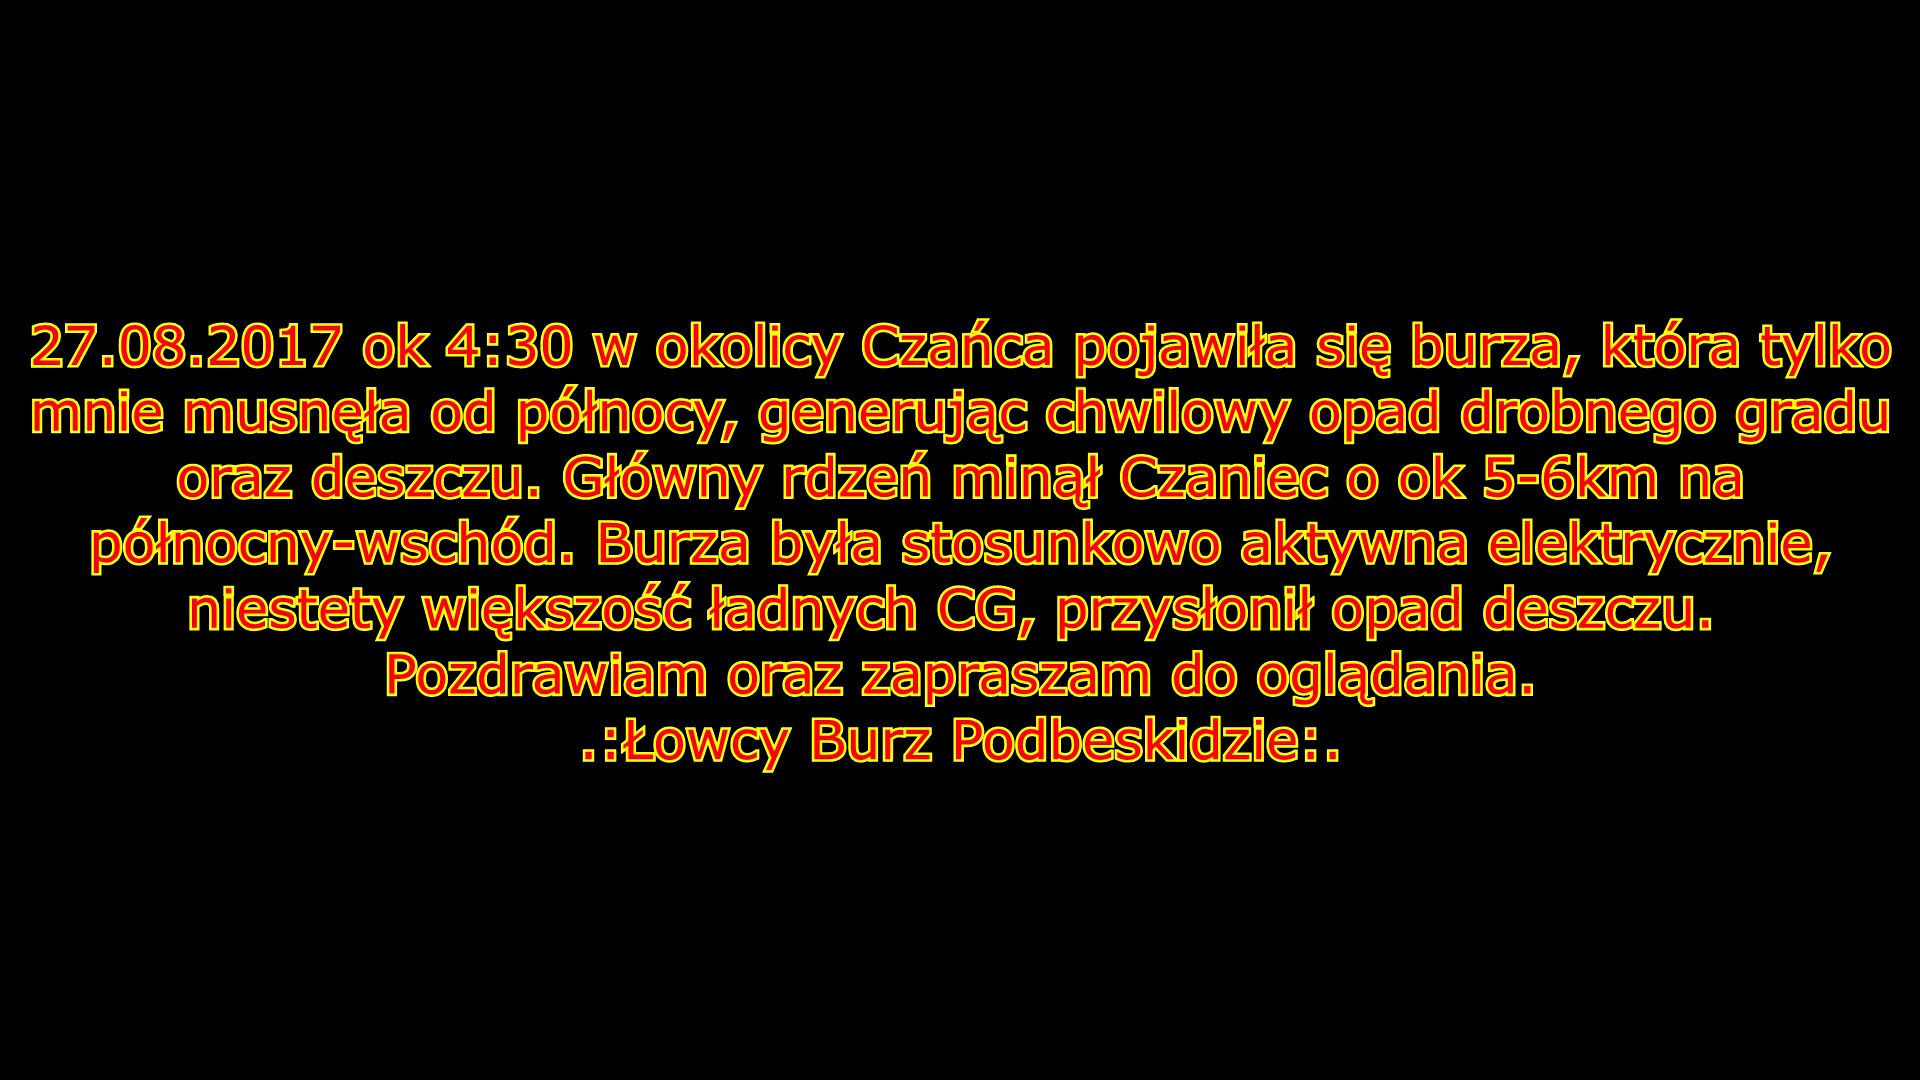 27.08.2017 ok 4:30 w okolicy Czańca pojawiła się burza, która tylko
mnie musnęła od północy, generując chwilowy opad drobnego gradu
oraz deszczu. Główny rdzeń minął Czaniec o ok 5-6km na
północny-wschód. Burza była stosunkowo aktywna elektrycznie,
niestety większość ładnych CG, przysłonił opad deszczu.
Pozdrawiam oraz zapraszam do oglądania.
.:Łowcy Burz Podbeskidzie:.